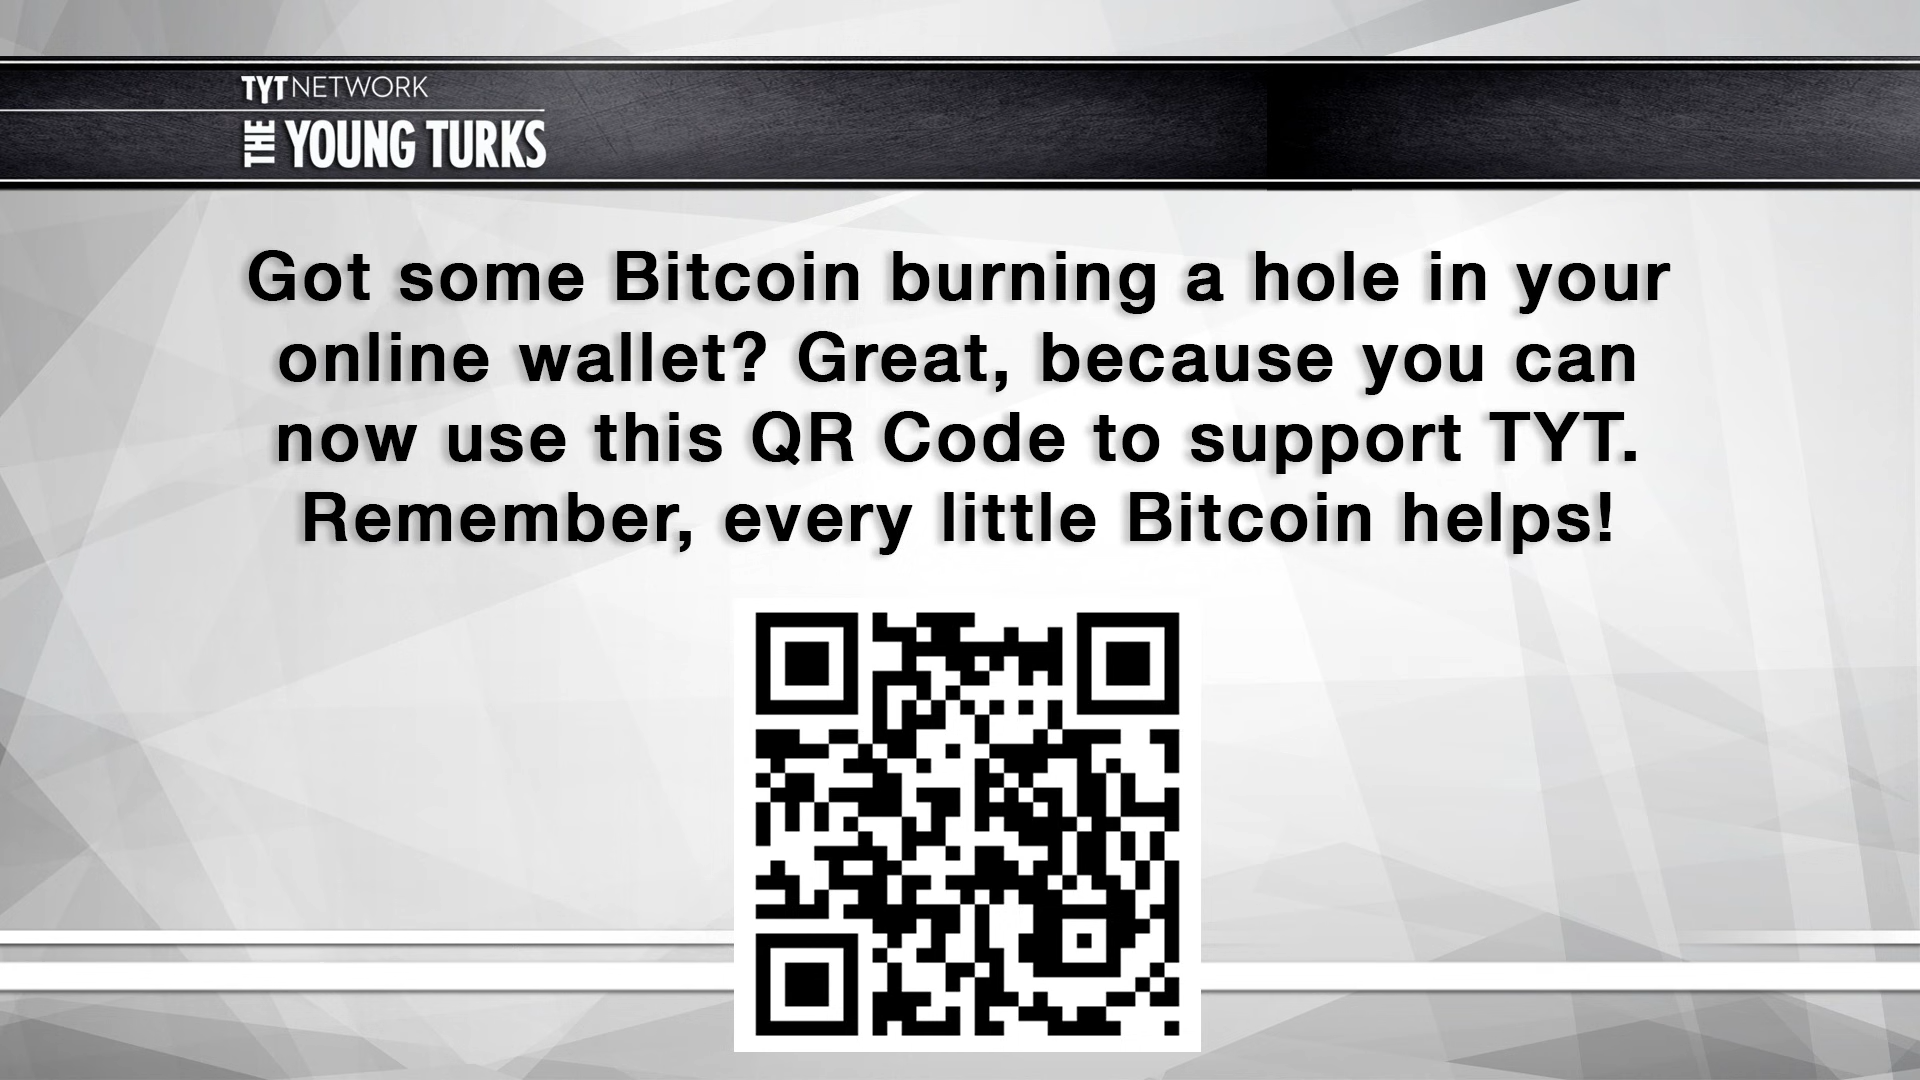 TYT NETWORK
THE YOUNG TURKS
Got some Bitcoin burning a hole in your
online wallet? Great, because you can
now use this QR Code to support TYT.
Remember, every little Bitcoin helps!